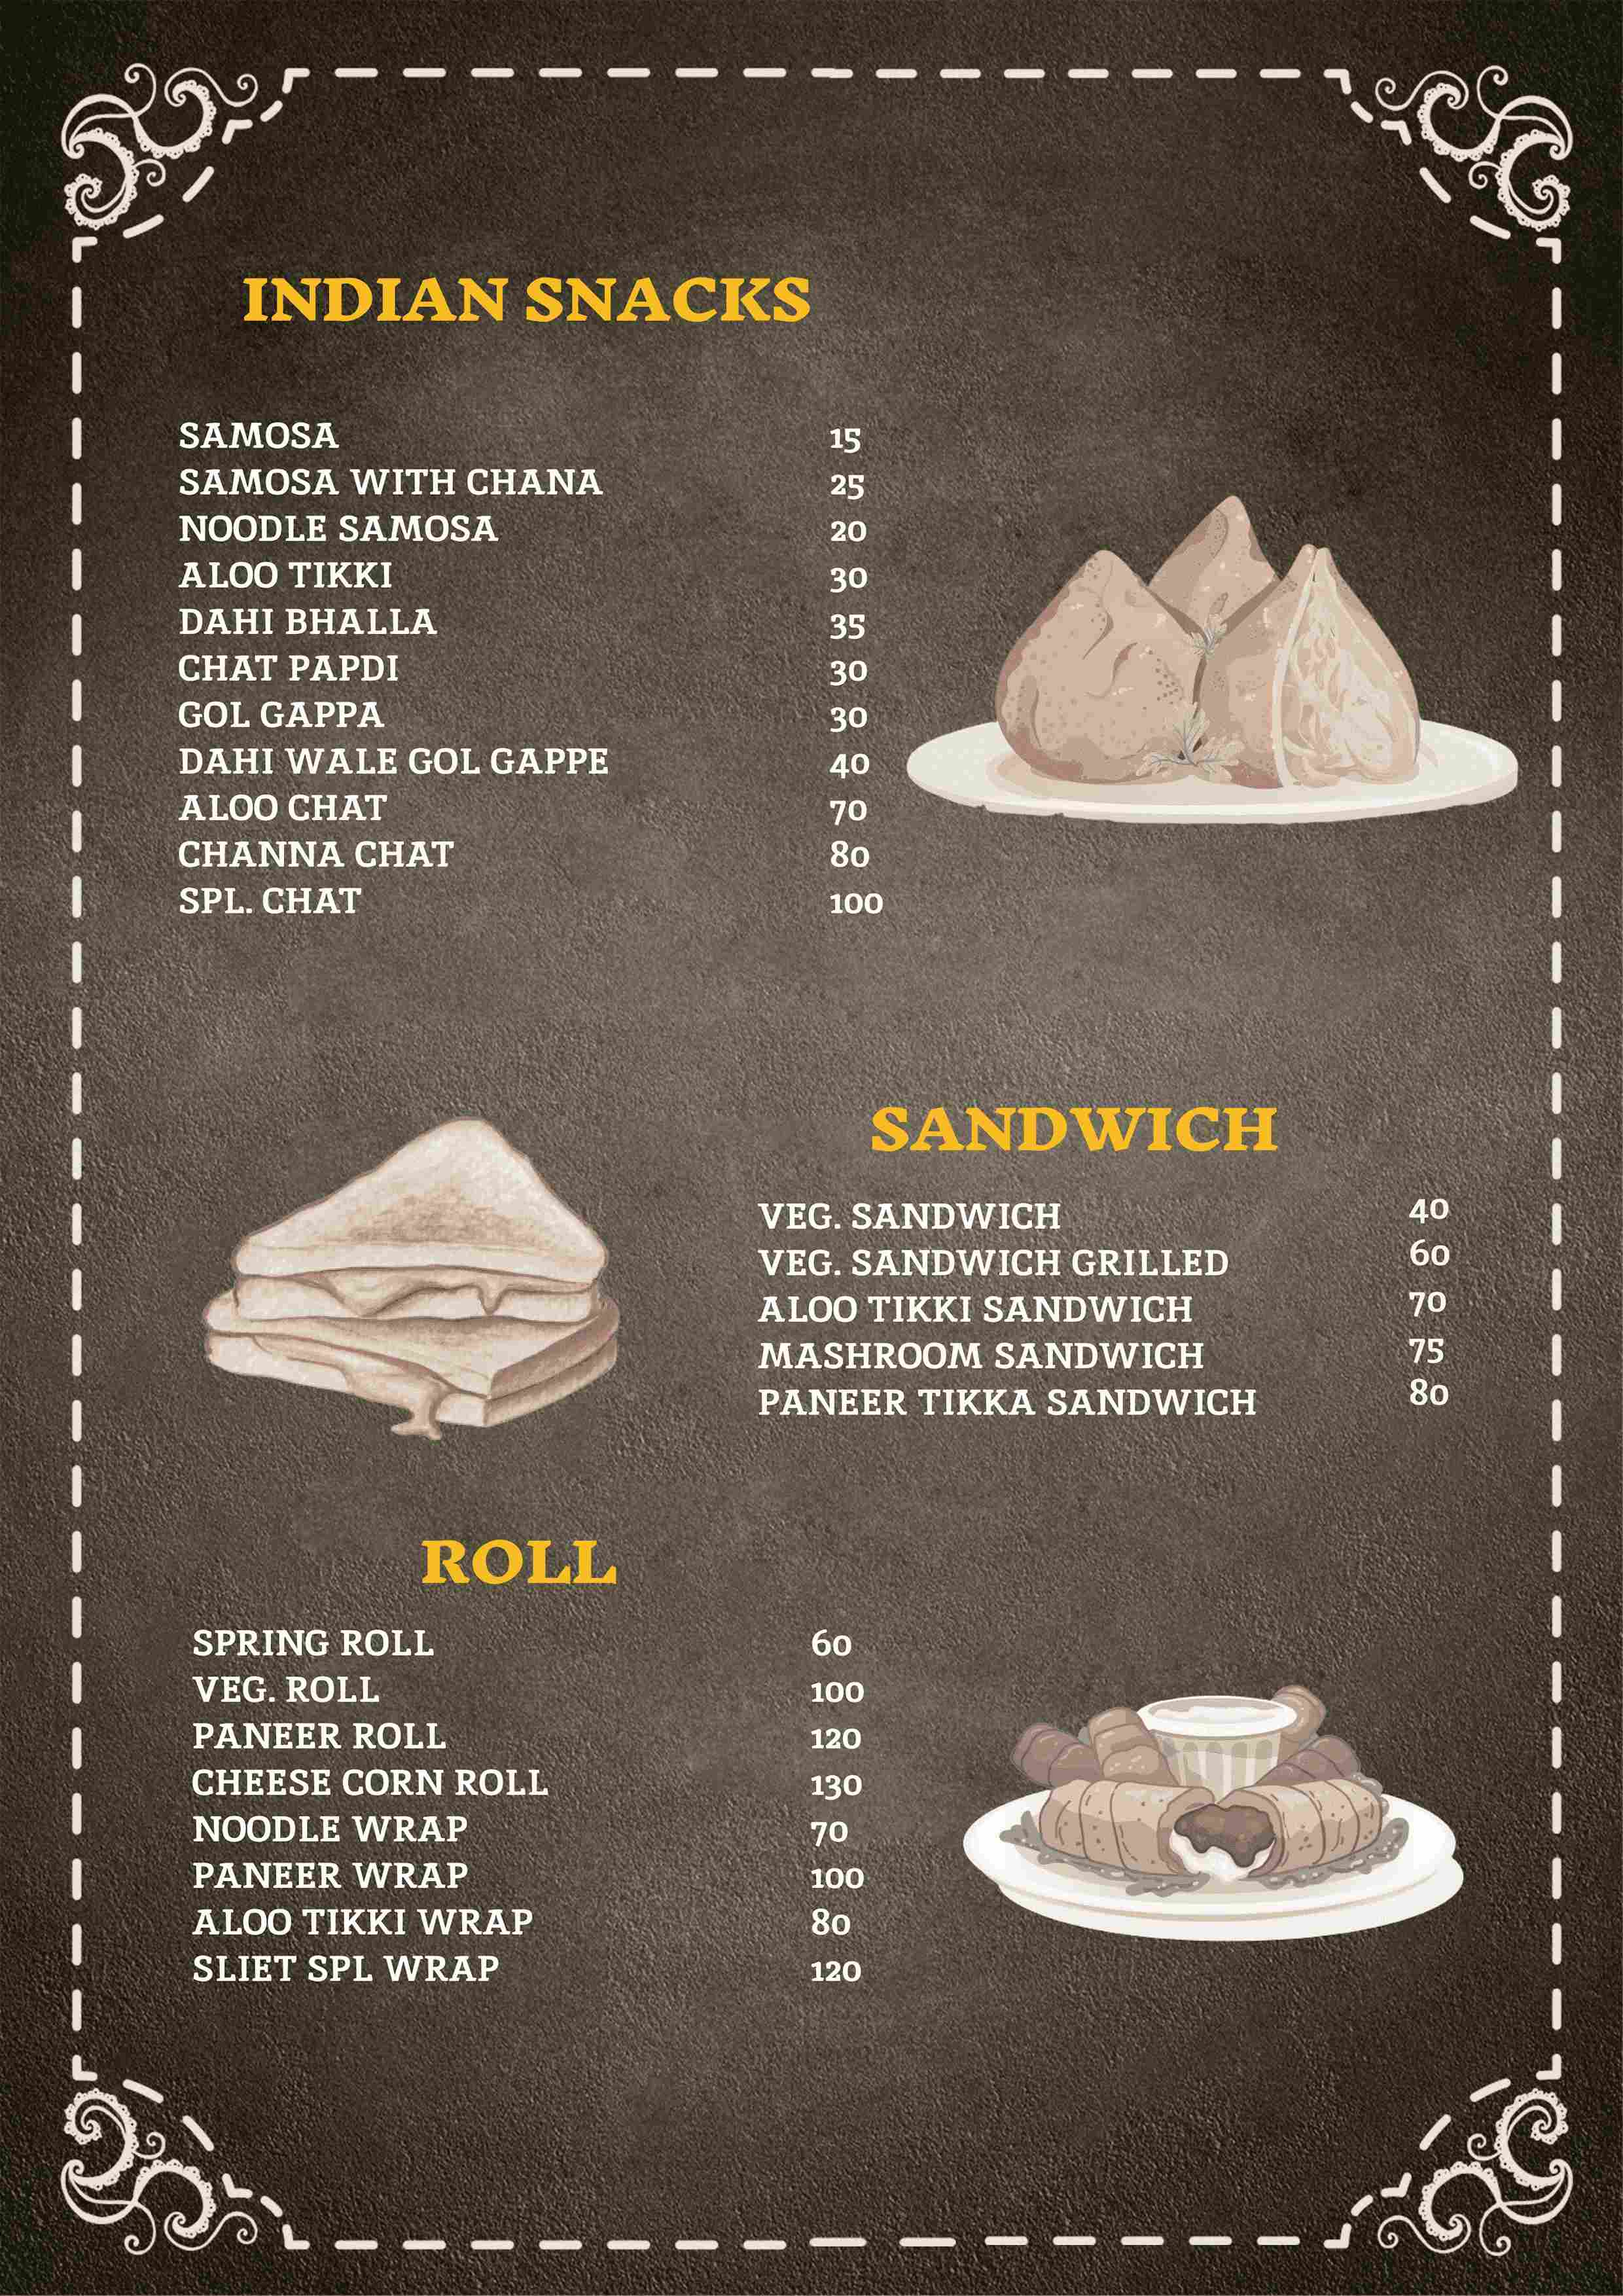 INDIAN SNACKS
SAMOSA 15
SAMOSA WITH CHANA 25
NOODLE SAMOSA 20
ALOO TIKKI 30
DAHI BHALLA 35
CHAT PAPDI 30
GOL GAPPA 30
DAHI WALE GOL GAPPE 40
ALOO CHAT 70
CHANNA CHAT 80
SPL. CHAT 100
SANDWICH
VEG. SANDWICH 40
VEG. SANDWICH GRILLED 60
ALOO TIKKI SANDWICH 70
MASHROOM SANDWICH 75
PANEER TIKKA SANDWICH 80
ROLL
SPRING ROLL 60
VEG. ROLL 100
PANEER ROLL 120
CHEESE CORN ROLL 130
NOODLE WRAP 70
PANEER WRAP 100
ALOO TIKKI WRAP 80
SLIET SPL WRAP 120